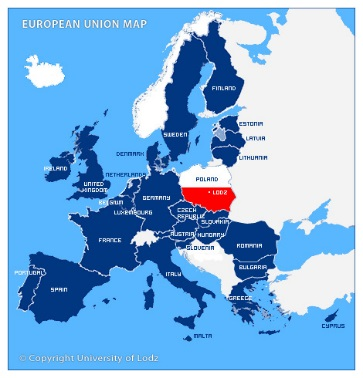 EUROPEAN UNION MAP
FINLAND
SWEDEN
ESTONIA
LATVIA
LITHUANIA
DENMARK
IRELAND
UNITED
KINGDOM
NETHERLANDS
POLAND
LODZ
BELGIUM
GERMANY
LUXEMBOURG
CZECH
REPUBLIC
SLOVAKIA
AUSTRIA
HUNGARY
FRANCE
SLOVENIA
ROMANIA
BULGARIA
ITALY
PORTUGAL
SPAIN
GREECE
MALTA
CYPRUS
© Copyright University of Lodz